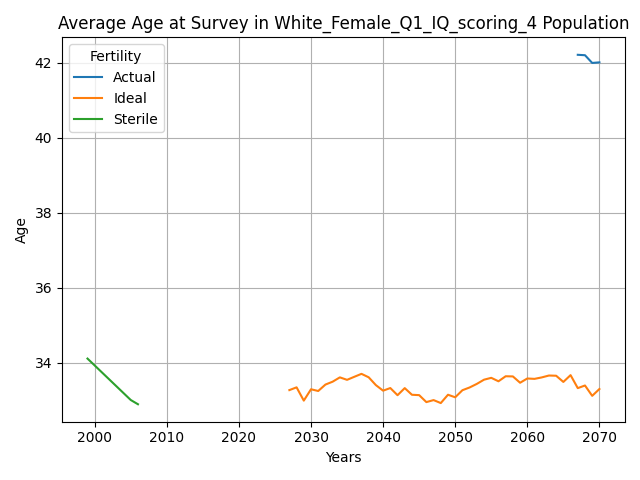 Average Age at Survey in White_Female_Q1_IQ_scoring_4 Population
Fertility
Actual
Ideal
Sterile
Age
42
40
38
36
34
2000 2010 2020 2030 2040 2050 2060 2070
Years